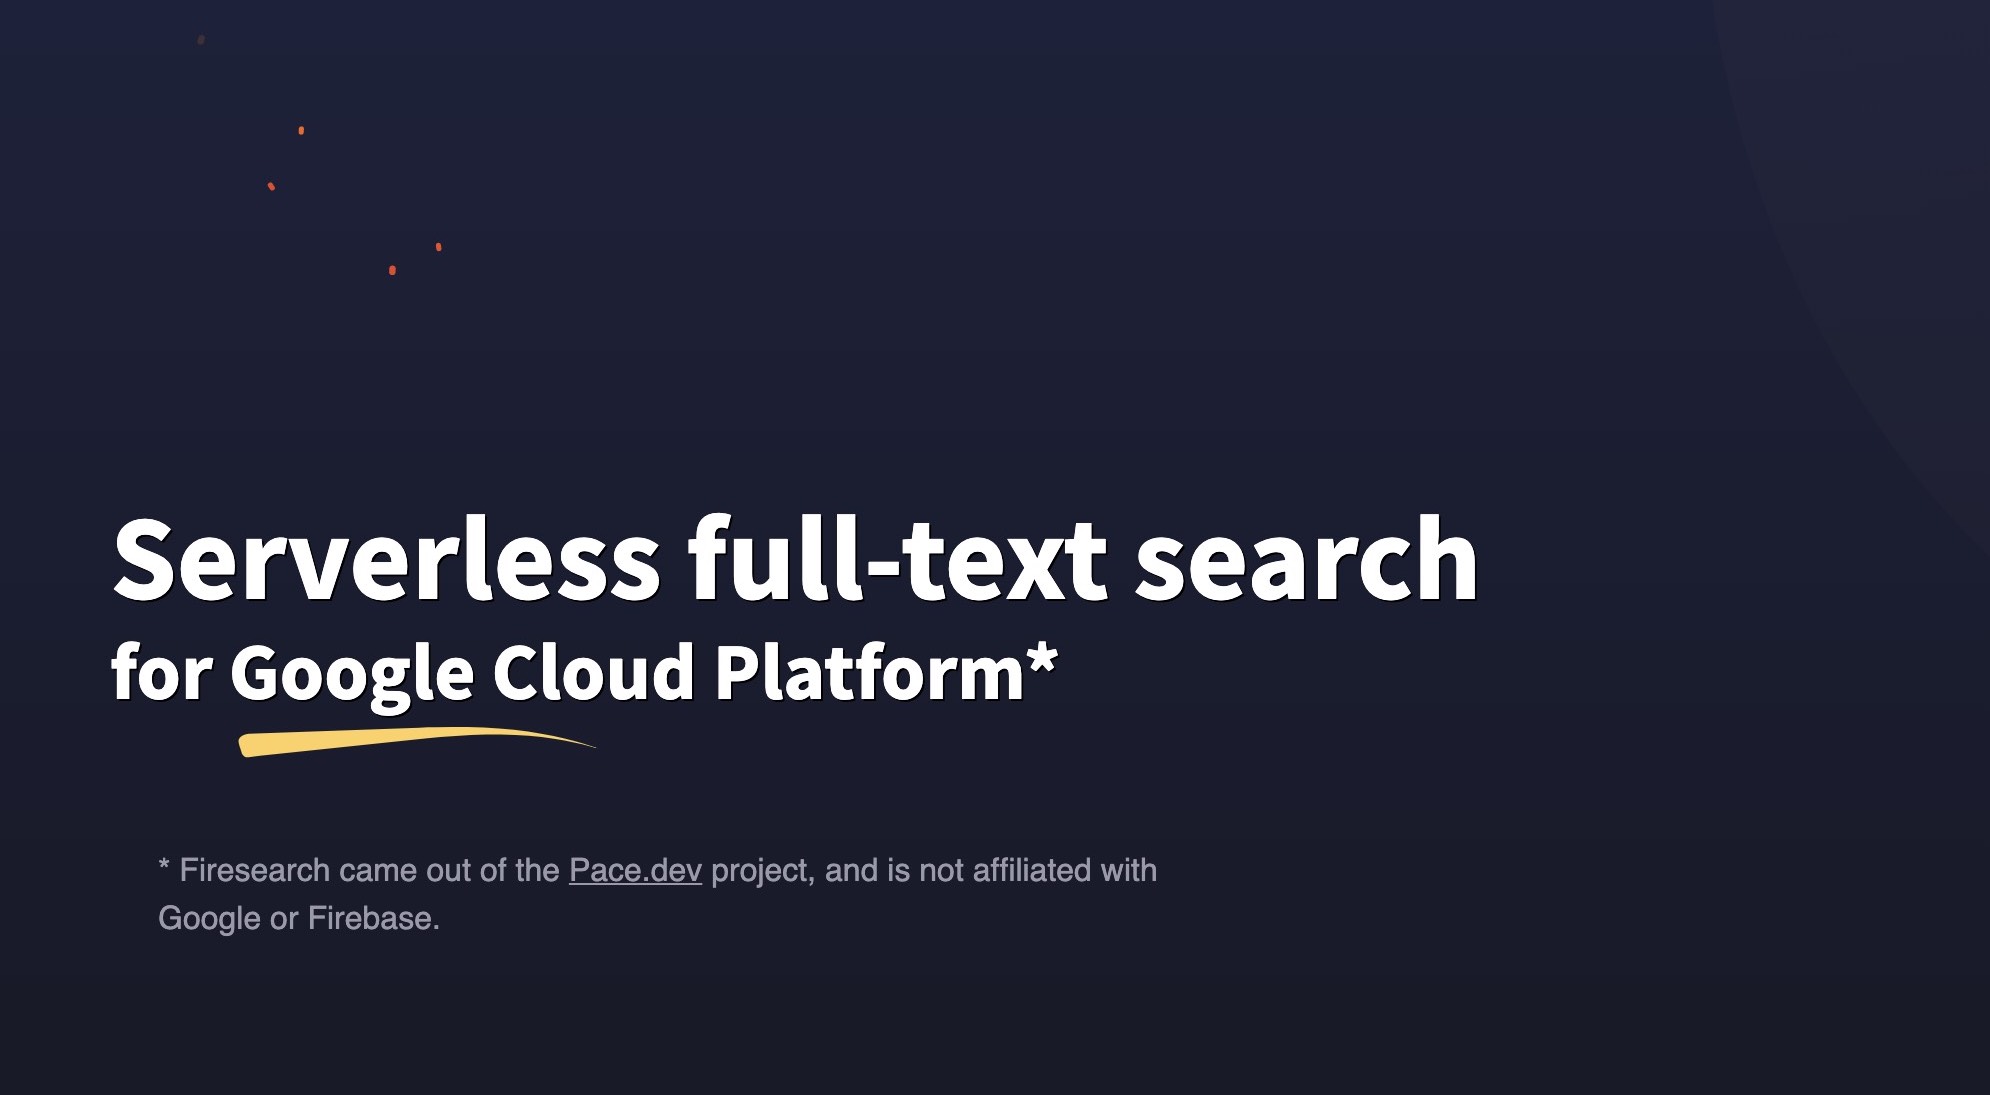 Serverless full-text search
for Google Cloud Platform*
* Firesearch came out of the Pace.dev project, and is not affiliated with
Google or Firebase.